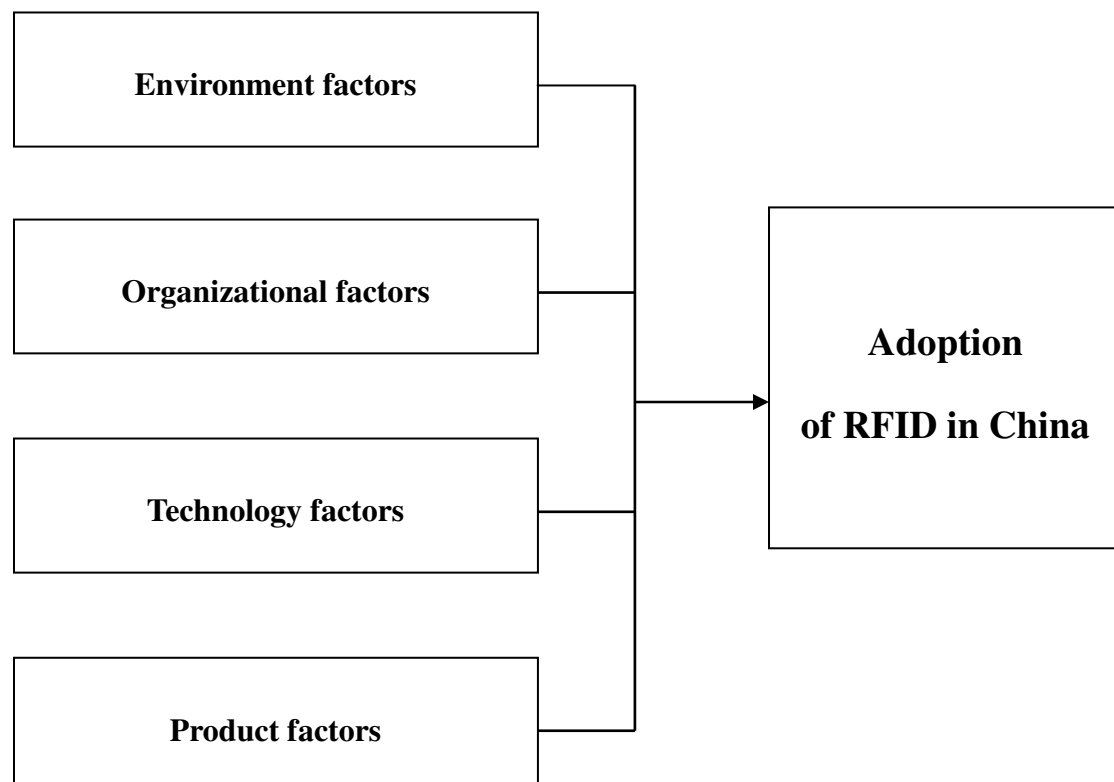 Environment factors
Organizational factors
Technology factors
Product factors
Adoption
of RFID in China